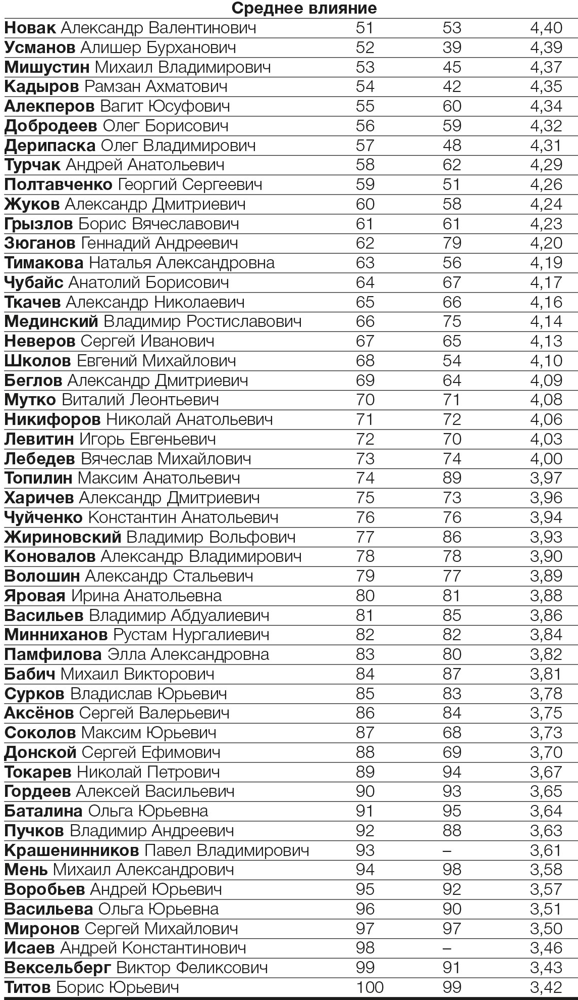 Среднее влияние
Новак Александр Валентинович 51 53 4,40
Усманов Алишер Бурханович 52 39 4,39
Мишустин Михаил Владимирович 53 45 4,37
Кадыров Рамзан Ахматович 54 42 4,35
Алекперов Вагит Юсуфович 55 60 4,34
Добродеев Олег Борисович 56 59 4,32
Дерипаска Олег Владимирович 57 48 4,31
Турчак Андрей Анатольевич 58 62 4,29
Полтавченко Георгий Сергеевич 59 51 4,26
Жуков Александр Дмитриевич 60 58 4,24
Грызлов Борис Вячеславович 61 61 4,23
Зюганов Геннадий Андреевич 62 79 4,20
Тимакова Наталья Александровна 63 56 4,19
Чубайс Анатолий Борисович 64 67 4,17
Ткачев Александр Николаевич 65 66 4,16
Мединский Владимир Ростиславович 66 75 4,14
Неверов Сергей Иванович 67 65 4,13
Школов Евгений Михайлович 68 54 4,10
Беглов Александр Дмитриевич 69 64 4,09
Мутко Виталий Леонтьевич 70 71 4,08
Никифоров Николай Анатольевич 71 72 4,06
Левитин Игорь Евгеньевич 72 70 4,03
Лебедев Вячеслав Михайлович 73 74 4,00
Топилин Максим Анатольевич 74 89 3,97
Харичев Александр Дмитриевич 75 73 3,96
Чуйченко Константин Анатольевич 76 76 3,94
Жириновский Владимир Вольфович 77 86 3,93
Коновалов Александр Владимирович 78 78 3,90
Волошин Александр Стальевич 79 77 3,89
Яровая Ирина Анатольевна 80 81 3,88
Васильев Владимир Абдуалиевич 81 85 3,86
Минниханов Рустам Нургалиевич 82 82 3,84
Памфилова Элла Александровна 83 80 3,82
Бабич Михаил Викторович 84 87 3,81
Сурков Владислав Юрьевич 85 83 3,78
Аксёнов Сергей Валерьевич 86 84 3,75
Соколов Максим Юрьевич 87 68 3,73
Донской Сергей Ефимович 88 69 3,70
Токарев Николай Петрович 89 94 3,67
Гордеев Алексей Васильевич 90 93 3,65
Баталина Ольга Юрьевна 91 95 3,64
Пучков Владимир Андреевич 92 88 3,63
Крашенинников Павел Владимирович 93 – 3,61
Мень Михаил Александрович 94 98 3,58
Воробьев Андрей Юрьевич 95 92 3,57
Васильева Ольга Юрьевна 96 90 3,51
Миронов Сергей Михайлович 97 97 3,50
Исаев Андрей Константинович 98 – 3,46
Вексельберг Виктор Феликсович 99 91 3,43
Титов Борис Юрьевич 100 99 3,42